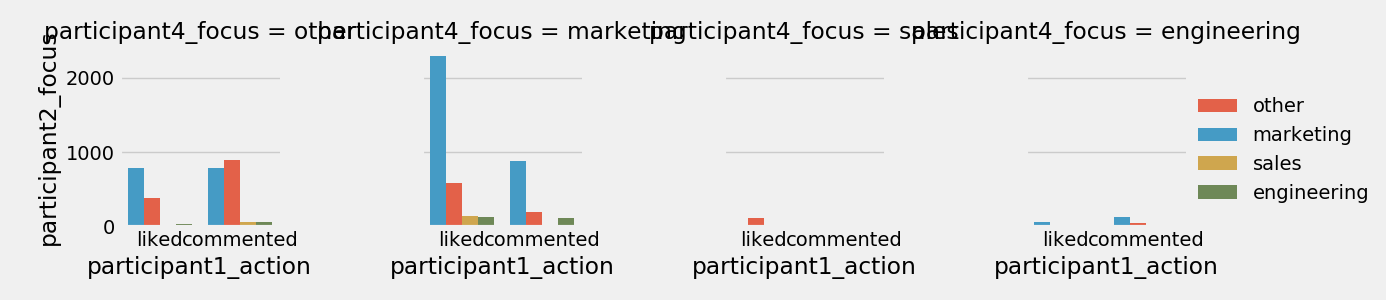 participant4_focus = other
participant4_focus = marketing
participant4_focus = sales
participant4_focus = engineering
participant2_focus
2000
1000
0
liked
commented
liked
commented
liked
commented
liked
commented
participant1_action
participant1_action
participant1_action
participant1_action
other
marketing
sales
engineering